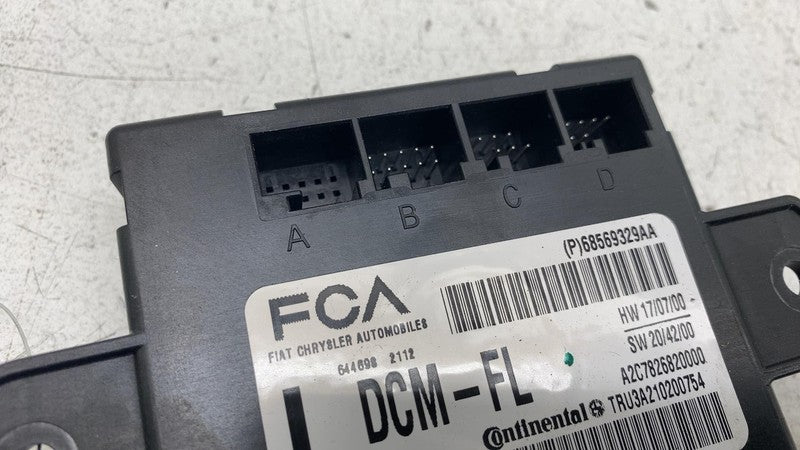 A B C D
(P)68569329AA
FCA
FIAT CHRYSLER AUTOMOBILES
644698 2112
HW 17/07/00
SW 20/42/00
DCM-FL
A2C7826820000
Continental TRU3A210200754